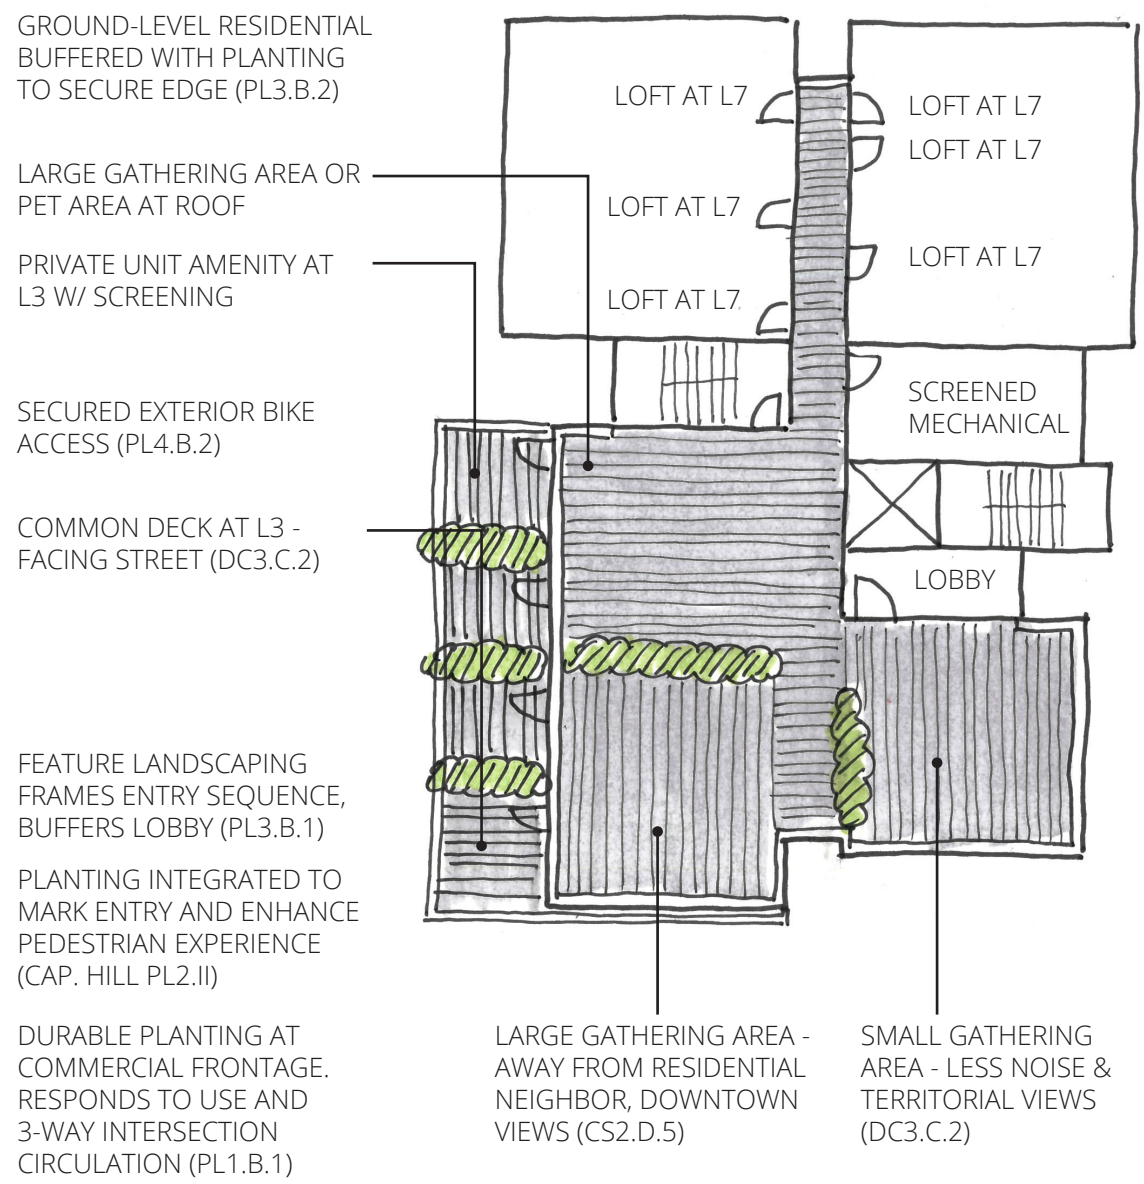 GROUND-LEVEL RESIDENTIAL
BUFFERED WITH PLANTING
TO SECURE EDGE (PL3.B.2)
LARGE GATHERING AREA OR
PET AREA AT ROOF
PRIVATE UNIT AMENITY AT
L3 W/ SCREENING
SECURED EXTERIOR BIKE
ACCESS (PL4.B.2)
COMMON DECK AT L3 -
FACING STREET (DC3.C.2)
FEATURE LANDSCAPING
FRAMES ENTRY SEQUENCE,
BUFFERS LOBBY (PL3.B.1)
PLANTING INTEGRATED TO
MARK ENTRY AND ENHANCE
PEDESTRIAN EXPERIENCE
(CAP. HILL PL2.II)
DURABLE PLANTING AT
COMMERCIAL FRONTAGE.
RESPONDS TO USE AND
3-WAY INTERSECTION
CIRCULATION (PL1.B.1)
LOFT AT L7
LOFT AT L7
LOFT AT L7
LOFT AT L7
LOFT AT L7
LOFT AT L7
SCREENED
MECHANICAL
LOBBY
LARGE GATHERING AREA -
AWAY FROM RESIDENTIAL
NEIGHBOR, DOWNTOWN
VIEWS (CS2.D.5)
SMALL GATHERING
AREA - LESS NOISE &
TERRITORIAL VIEWS
(DC3.C.2)